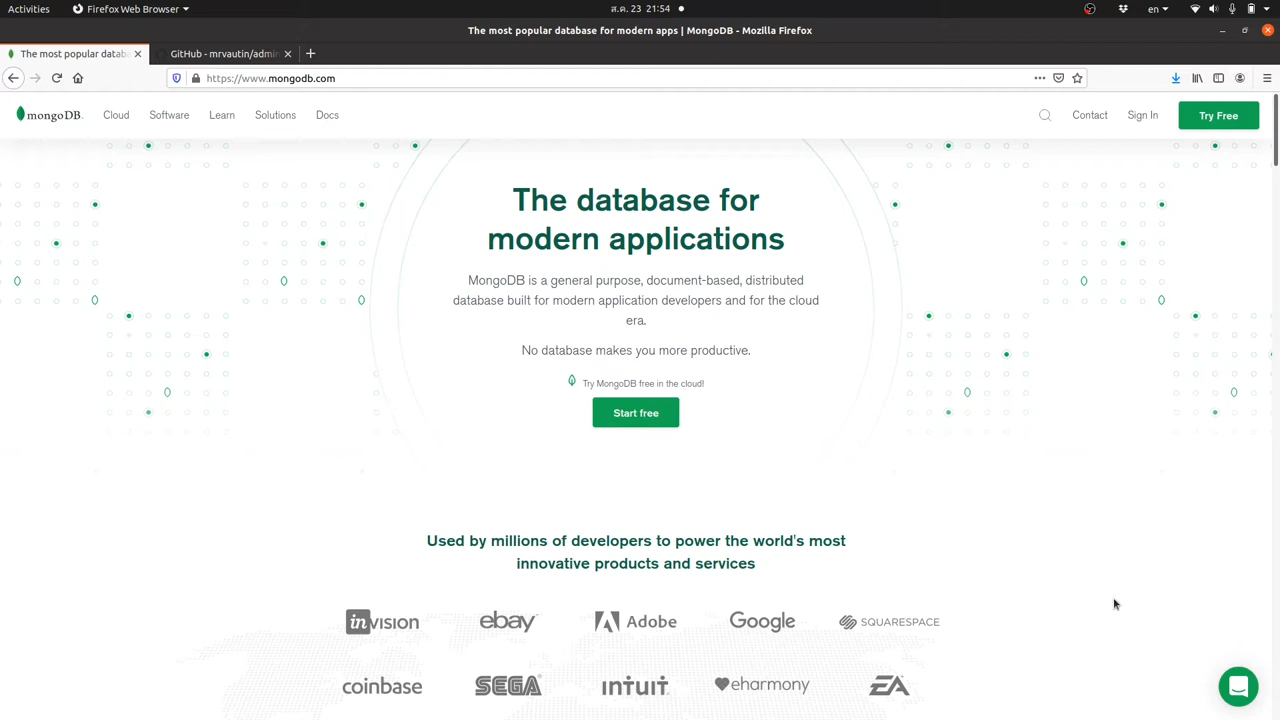 Activities Firefox Web Browser ส.ค. 23 21:54 en
The most popular database for modern apps | MongoDB - Mozilla Firefox
The most popular datab GitHub - mrvautin/admin
https://www.mongodb.com
mongoDB. Cloud Software Learn Solutions Docs Contact Sign In Try Free
The database for
modern applications
MongoDB is a general purpose, document-based, distributed
database built for modern application developers and for the cloud
era.
No database makes you more productive.
Try MongoDB free in the cloud!
Start free
Used by millions of developers to power the world's most
innovative products and services
invision ebay Adobe Google SQUARESPACE
coinbase SEGA intuit eharmony EA